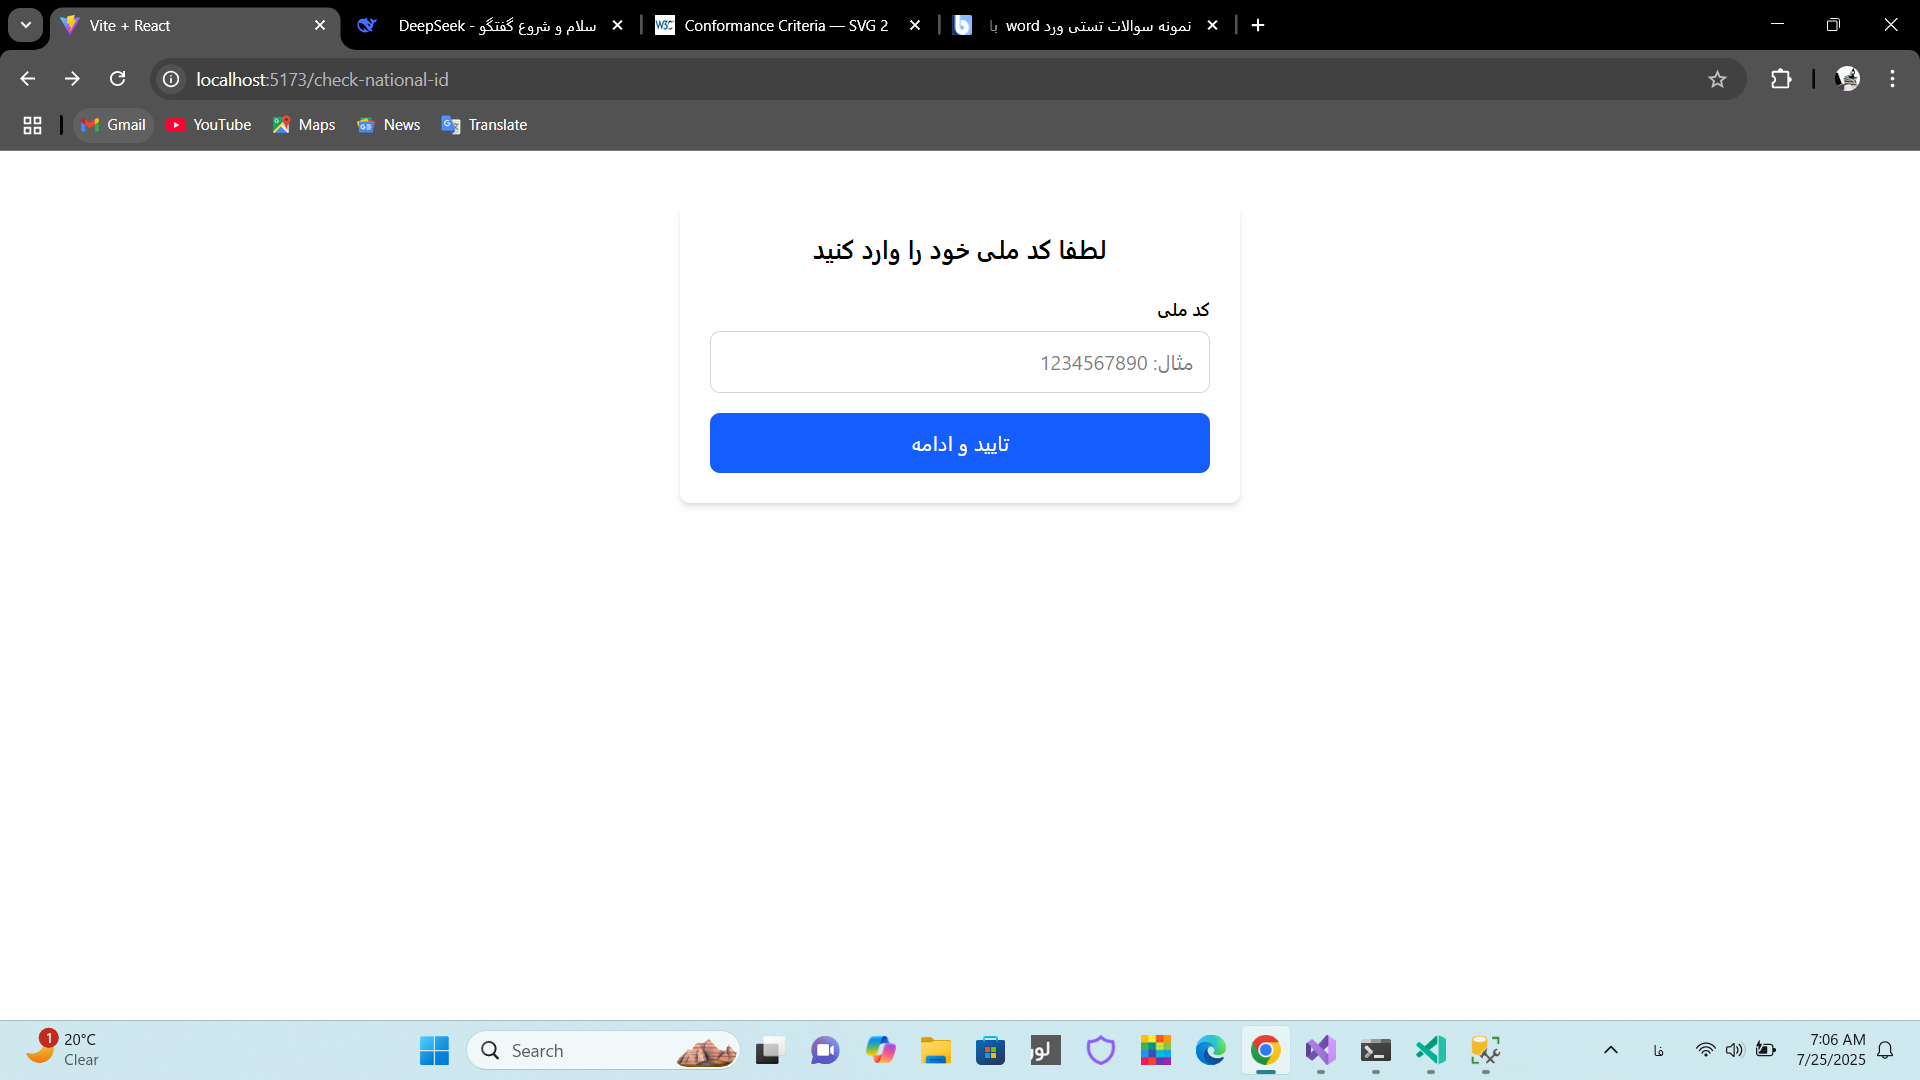 Vite + React
سلام و شروع گفتگو - DeepSeek
W3C
Conformance Criteria — SVG 2
نمونه سوالات تستی ورد word با
localhost:5173/check-national-id
Gmail
YouTube
Maps
News
Translate
لطفا کد ملی خود را وارد کنید
کد ملی
مثال: 1234567890
تایید و ادامه
1
20°C
Clear
Search
لور
فا
7:06 AM
7/25/2025